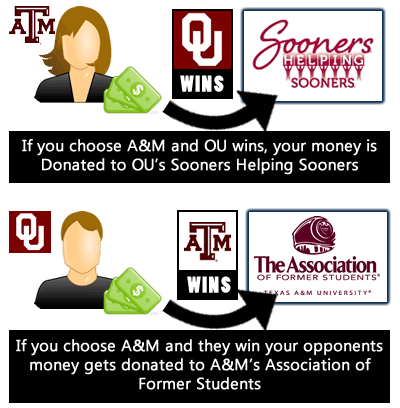 ATM
OU
WINS
Sooners
HELPING
SOONERS
$
If you choose A&M and OU wins, your money is
Donated to OU's Sooners Helping Sooners
OU
ATM
WINS
The Association
OF FORMER STUDENTS®
TEXAS A&M UNIVERSITY®
$
If you choose A&M and they win your opponents
money gets donated to A&M's Association of
Former Students